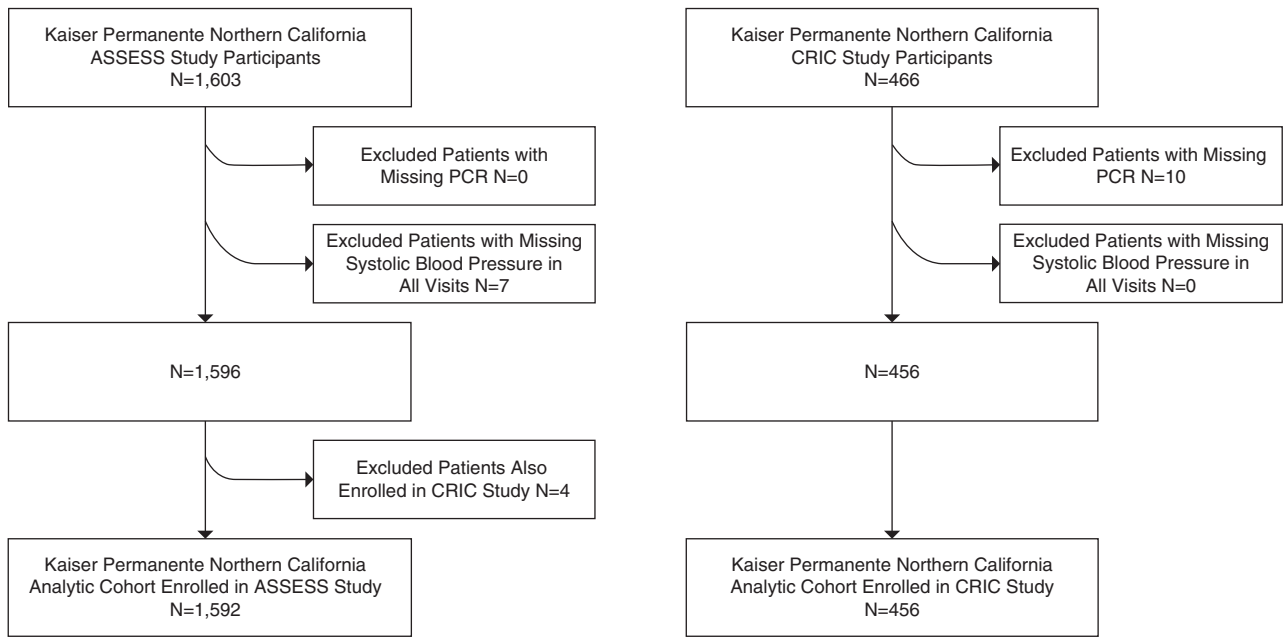 Kaiser Permanente Northern California
ASSESS Study Participants
N=1,603
Excluded Patients with
Missing PCR N=0
Excluded Patients with Missing
Systolic Blood Pressure in
All Visits N=7
N=1,596
Excluded Patients Also
Enrolled in CRIC Study N=4
Kaiser Permanente Northern California
Analytic Cohort Enrolled in ASSESS Study
N=1,592
Kaiser Permanente Northern California
CRIC Study Participants
N=466
Excluded Patients with Missing
PCR N=10
Excluded Patients with Missing
Systolic Blood Pressure in
All Visits N=0
N=456
Kaiser Permanente Northern California
Analytic Cohort Enrolled in CRIC Study
N=456